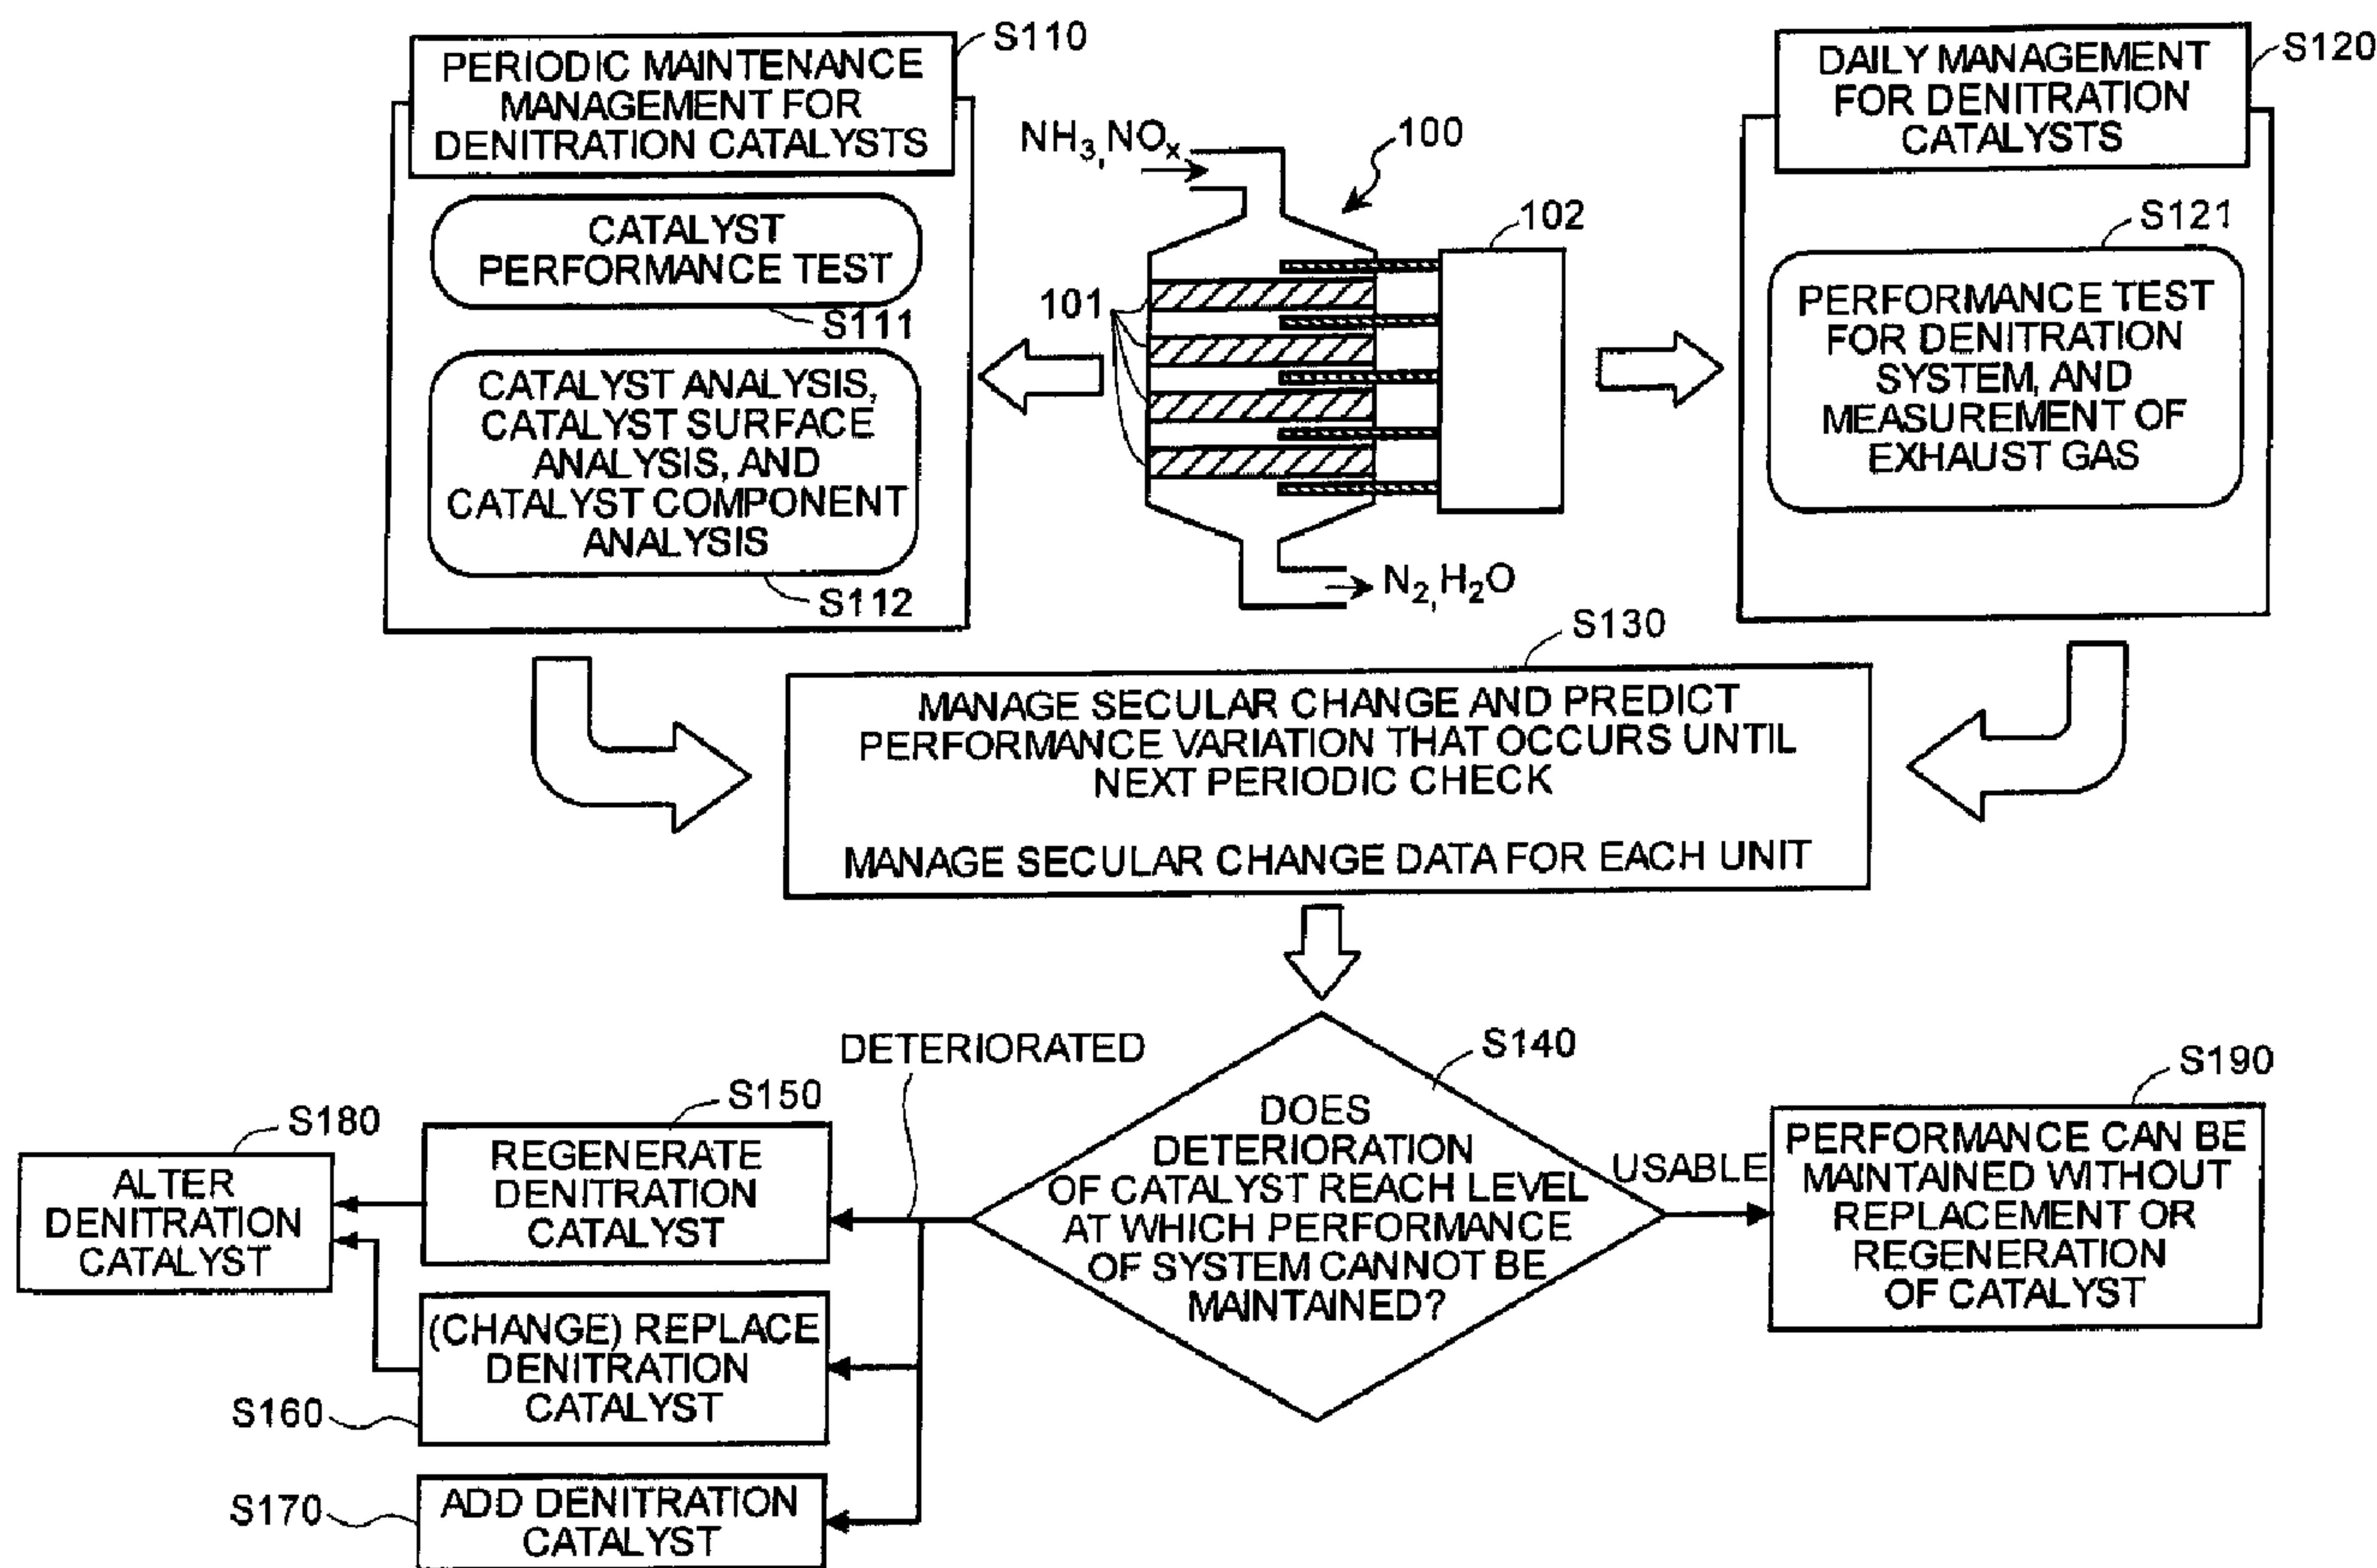 S110
PERIODIC MAINTENANCE
MANAGEMENT FOR
DENITRATION CATALYSTS
CATALYST
PERFORMANCE TEST
S111
CATALYST ANALYSIS,
CATALYST SURFACE
ANALYSIS, AND
CATALYST COMPONENT
ANALYSIS
S112
NH3,NOx
100
101
102
N2,H2O
S120
DAILY MANAGEMENT
FOR DENITRATION
CATALYSTS
S121
PERFORMANCE TEST
FOR DENITRATION
SYSTEM, AND
MEASUREMENT OF
EXHAUST GAS
S130
MANAGE SECULAR CHANGE AND PREDICT
PERFORMANCE VARIATION THAT OCCURS UNTIL
NEXT PERIODIC CHECK
MANAGE SECULAR CHANGE DATA FOR EACH UNIT
S140
DOES
DETERIORATION
OF CATALYST REACH LEVEL
AT WHICH PERFORMANCE
OF SYSTEM CANNOT BE
MAINTAINED?
DETERIORATED
USABLE
S150
REGENERATE
DENITRATION
CATALYST
S180
ALTER
DENITRATION
CATALYST
(CHANGE) REPLACE
DENITRATION
CATALYST
S160
S170
ADD DENITRATION
CATALYST
S190
PERFORMANCE CAN BE
MAINTAINED WITHOUT
REPLACEMENT OR
REGENERATION
OF CATALYST